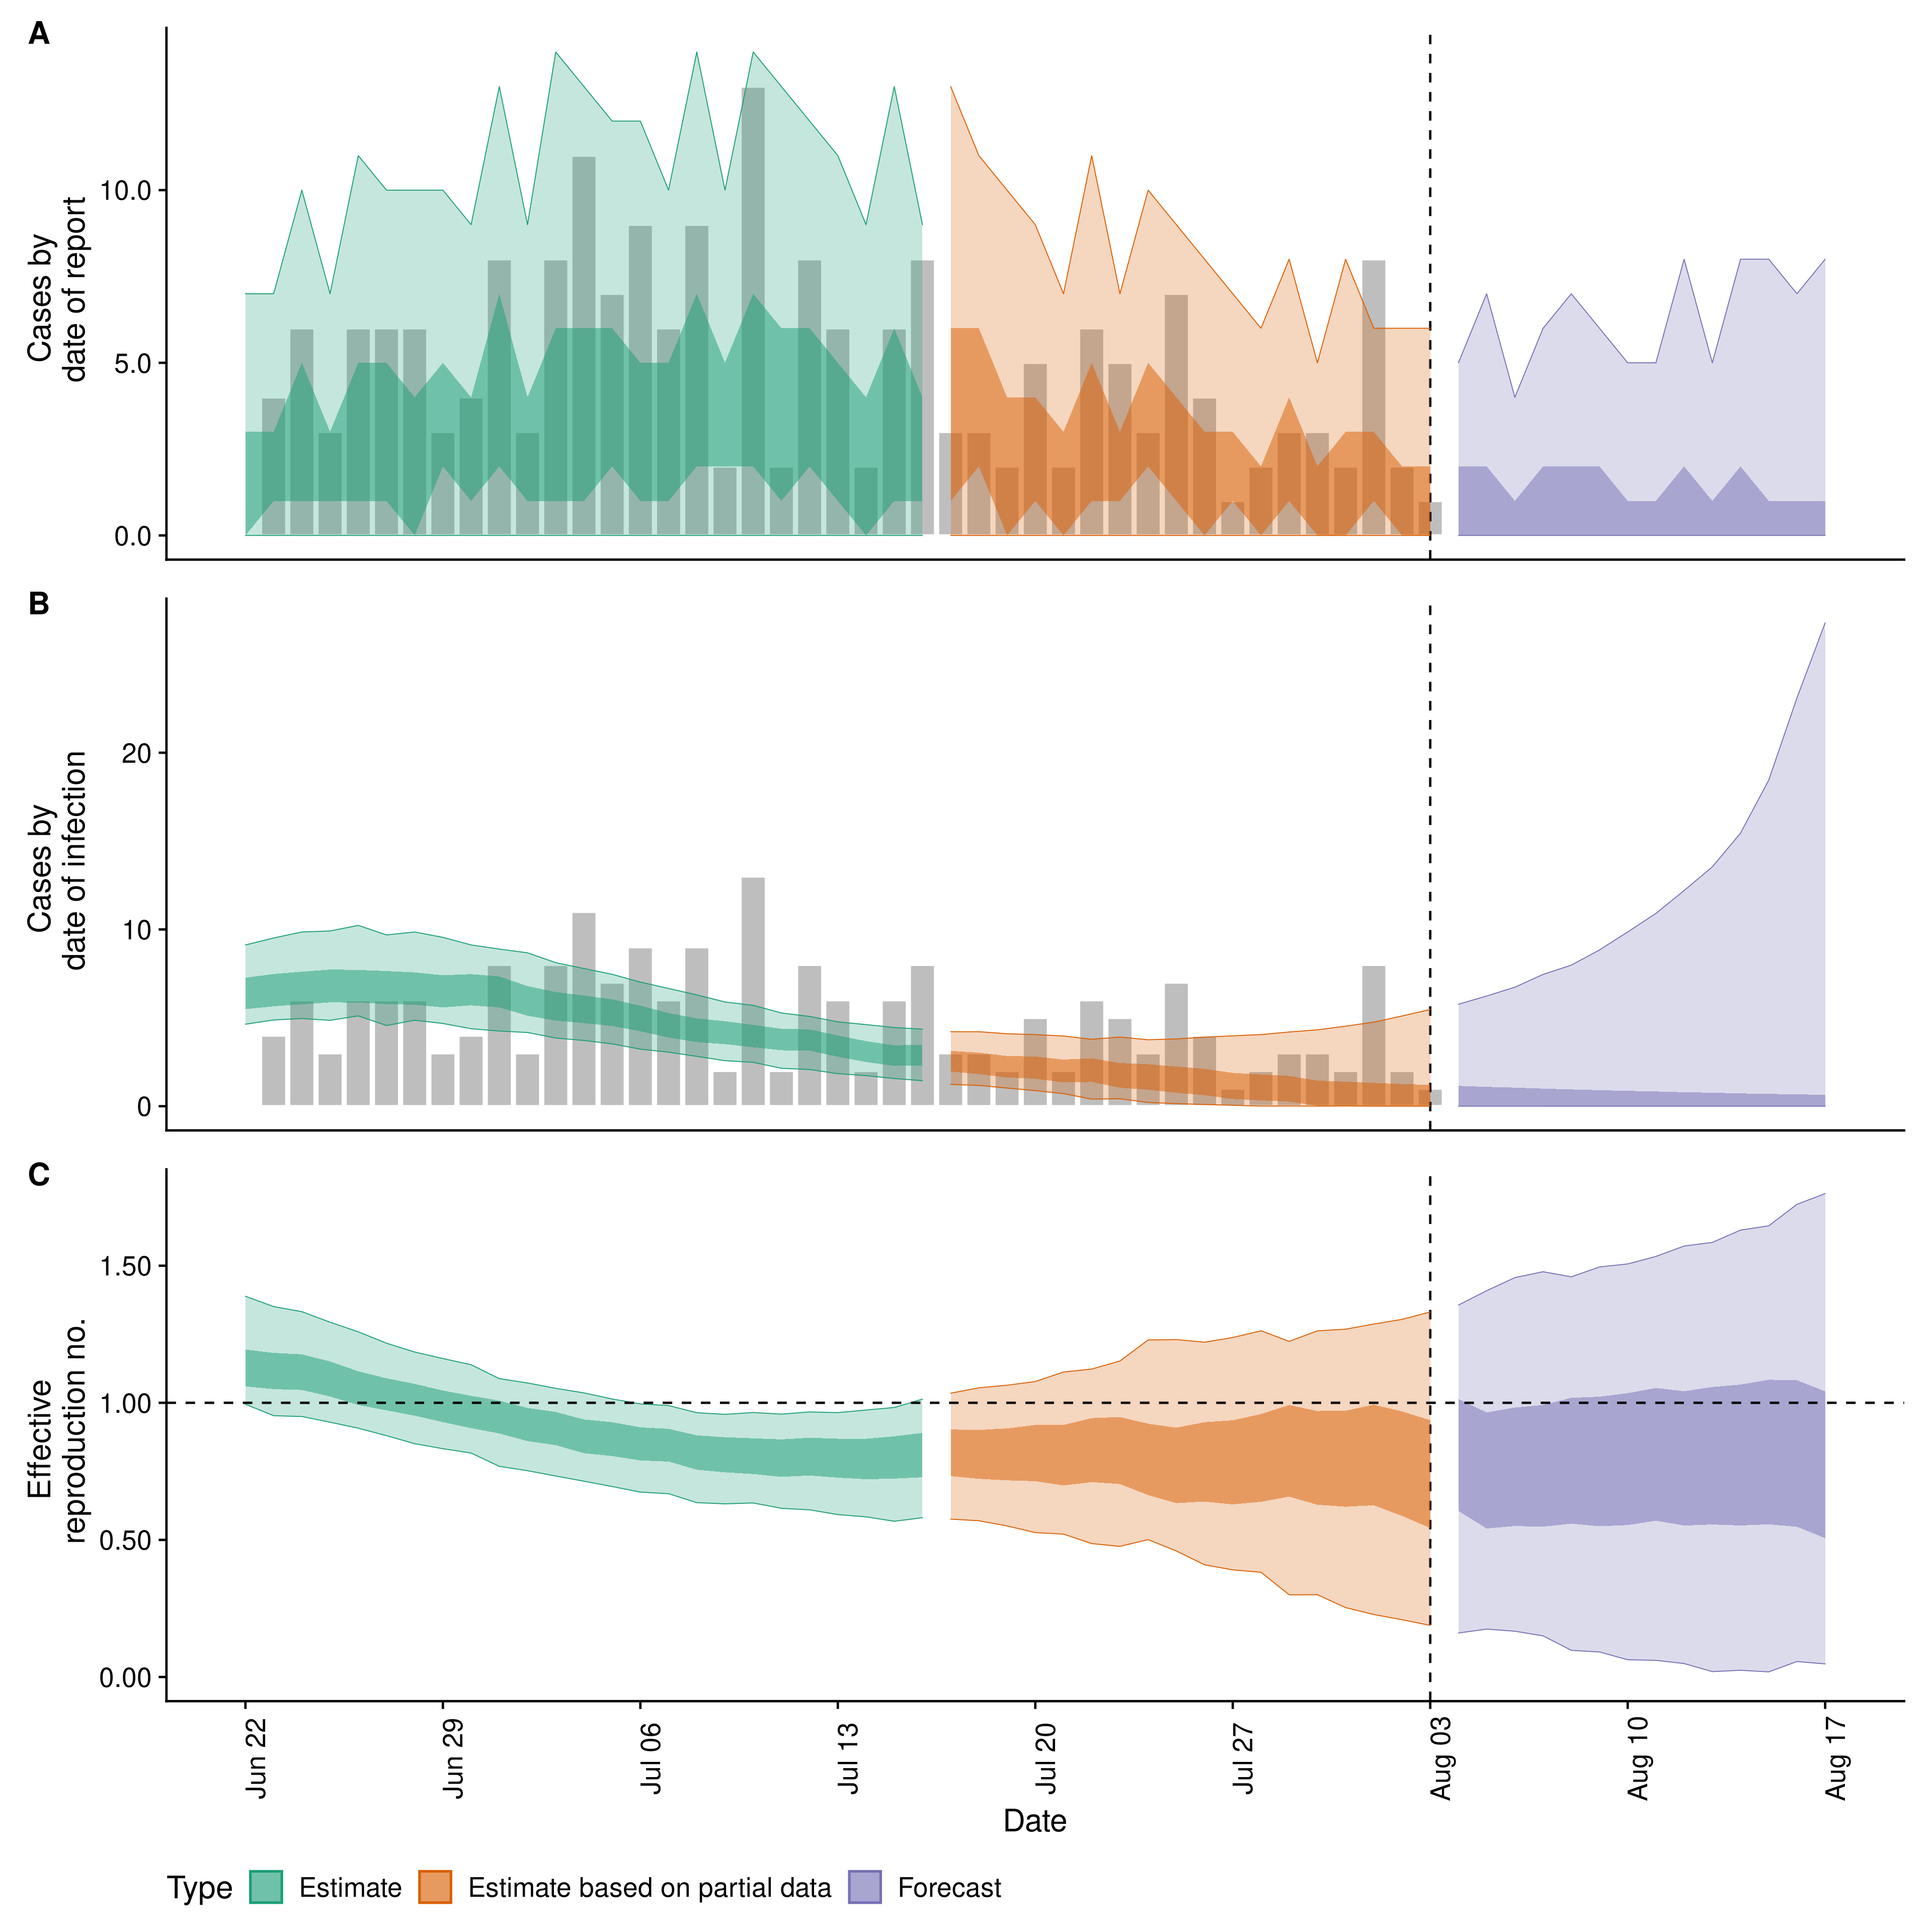 A
Cases by
date of report
10.0
5.0
0.0
B
Cases by
date of infection
20
10
0
C
Effective
reproduction no.
1.50
1.00
0.50
0.00
Jun 22
Jun 29
Jul 06
Jul 13
Jul 20
Jul 27
Aug 03
Aug 10
Aug 17
Date
Type
Estimate
Estimate based on partial data
Forecast